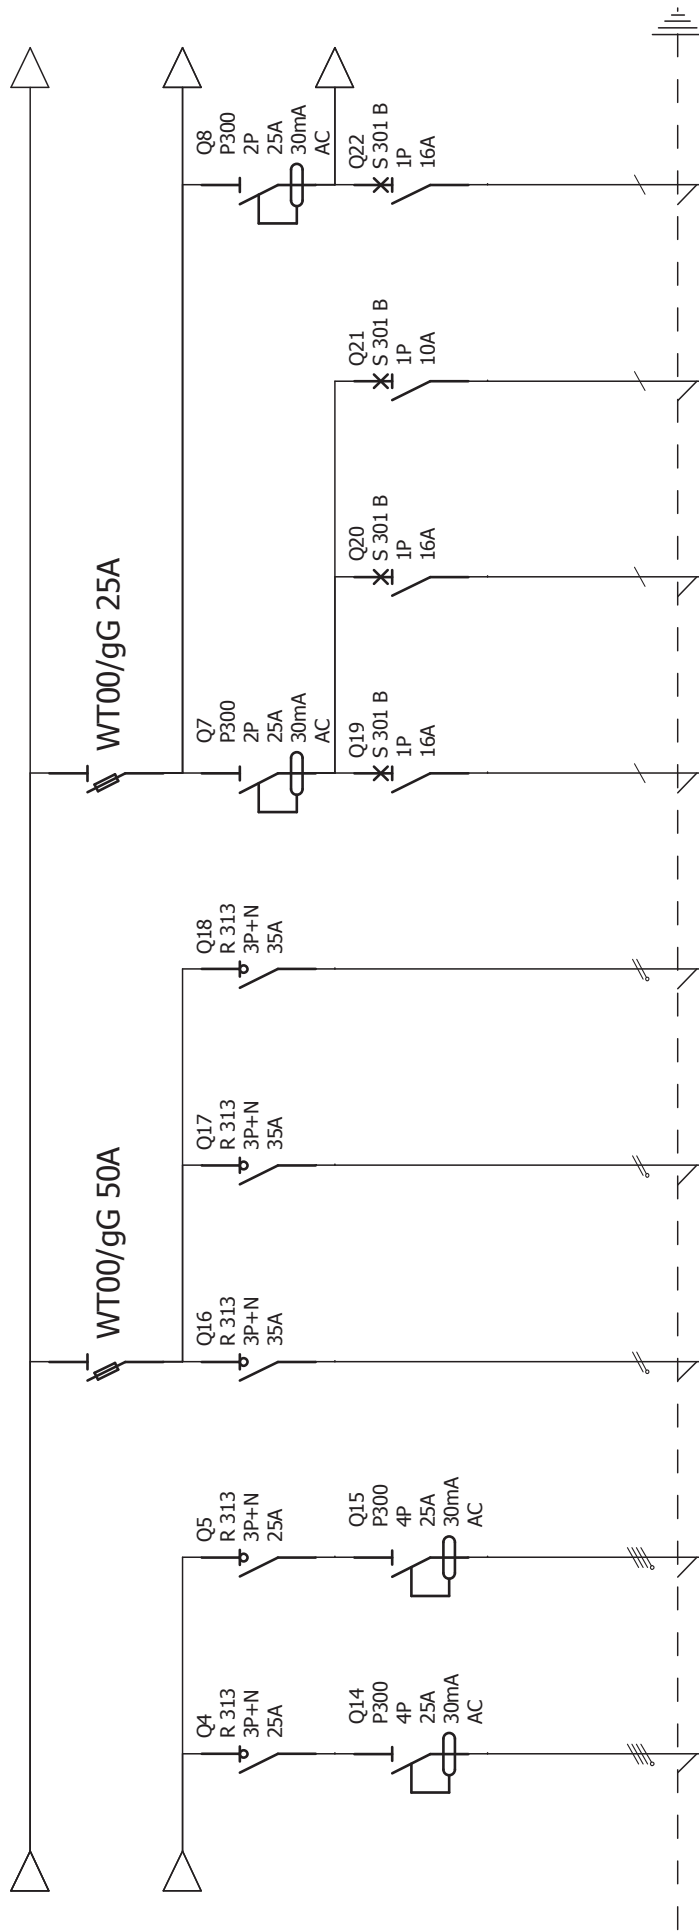 Q4
R 313
3P+N
25A
Q14
P300
4P
25A
30mA
AC
Q5
R 313
3P+N
25A
Q15
P300
4P
25A
30mA
AC
WT00/gG 50A
Q16
R 313
3P+N
35A
Q17
R 313
3P+N
35A
Q18
R 313
3P+N
35A
WT00/gG 25A
Q7
P300
2P
25A
30mA
AC
Q19
S 301 B
1P
16A
Q20
S 301 B
1P
16A
Q21
S 301 B
1P
10A
Q8
P300
2P
25A
30mA
AC
Q22
S 301 B
1P
16A